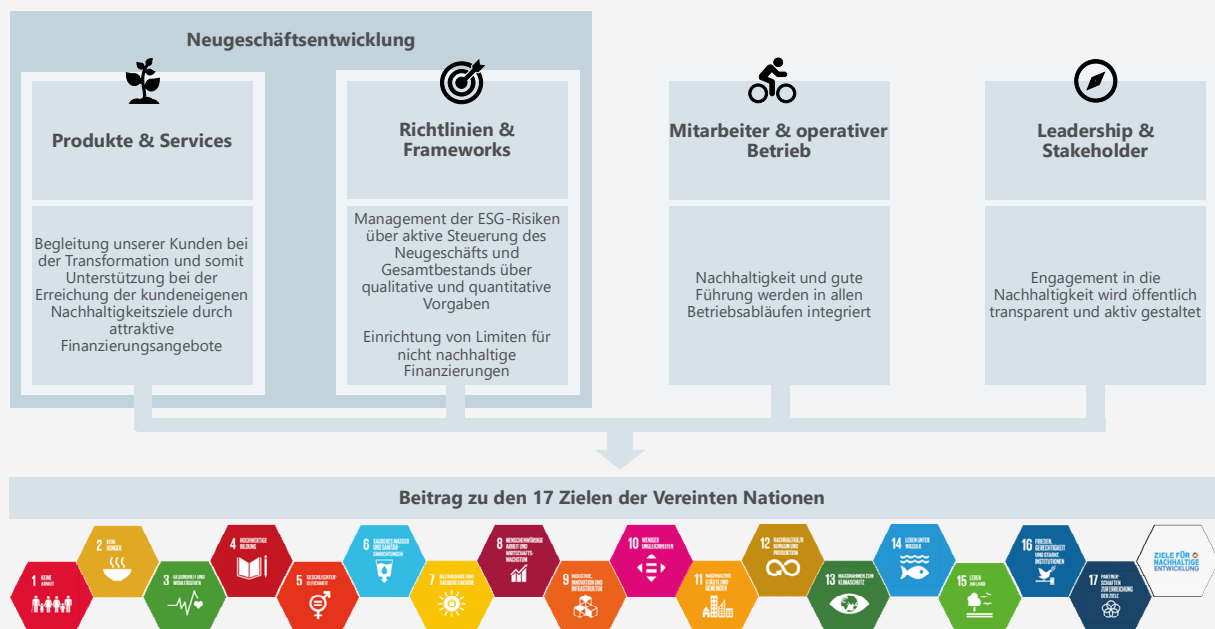 Neugeschäftsentwicklung
Produkte & Services
Begleitung unserer Kunden bei
der Transformation und somit
Unterstützung bei der
Erreichung der kundeneigenen
Nachhaltigkeitsziele durch
attraktive
Finanzierungsangebote
Richtlinien &
Frameworks
Management der ESG-Risiken
über aktive Steuerung des
Neugeschäfts und
Gesamtbestands über
qualitative und quantitative
Vorgaben
Einrichtung von Limiten für
nicht nachhaltige
Finanzierungen
Mitarbeiter & operativer
Betrieb
Nachhaltigkeit und gute
Führung werden in allen
Betriebsabläufen integriert
Leadership &
Stakeholder
Engagement in die
Nachhaltigkeit wird öffentlich
transparent und aktiv gestaltet
Beitrag zu den 17 Zielen der Vereinten Nationen
1 KEINE
ARMUT
2 KEIN
HUNGER
3 GESUNDHEIT UND
WOHLERGEHEN
4 HOCHWERTIGE
BILDUNG
5 GESCHLECHTER-
GLEICHHEIT
6 SAUBERES WASSER
UND SANITÄR-
EINRICHTUNGEN
7 BEZAHLBARE UND
SAUBERE ENERGIE
8 MENSCHENWÜRDIGE
ARBEIT UND
WIRTSCHAFTS-
WACHSTUM
9 INDUSTRIE,
INNOVATION UND
INFRASTRUKTUR
10 WENIGER
UNGLEICHHEITEN
11 NACHHALTIGE
STÄDTE UND
GEMEINDEN
12 NACHHALTIGE/R
KONSUM UND
PRODUKTION
13 MASSNAHMEN ZUM
KLIMASCHUTZ
14 LEBEN UNTER
WASSER
15 LEBEN
AN LAND
16 FRIEDEN,
GERECHTIGKEIT
UND STARKE
INSTITUTIONEN
17 PARTNER-
SCHAFTEN
ZUR ERREICHUNG
DER ZIELE
ZIELE FÜR
NACHHALTIGE
ENTWICKLUNG